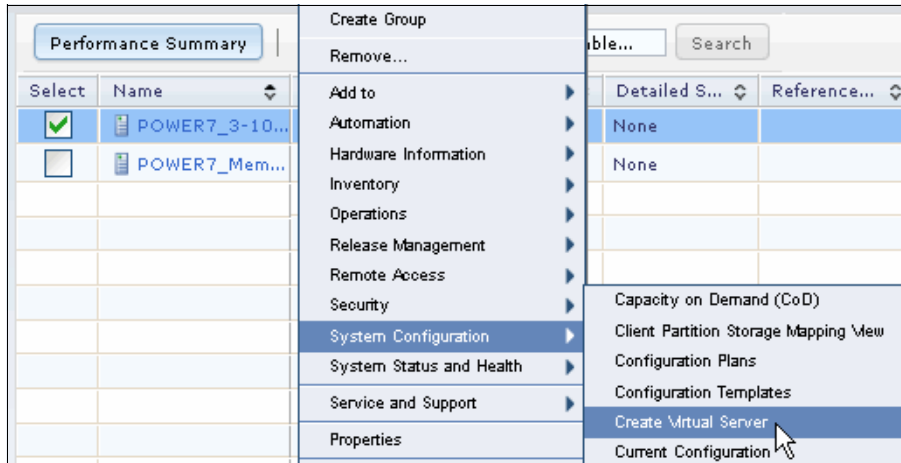 Create Group
Performance Summary
ible...
Search
Remove...
Select
Name
Add to
Detailed S...
Reference...
POWER7_3-10...
Automation
None
Hardware Information
POWER7_Mem...
None
Inventory
Operations
Release Management
Remote Access
Security
Capacity on Demand (CoD)
System Configuration
Client Partition Storage Mapping View
System Status and Health
Configuration Plans
Service and Support
Configuration Templates
Create Virtual Server
Properties
Current Configuration